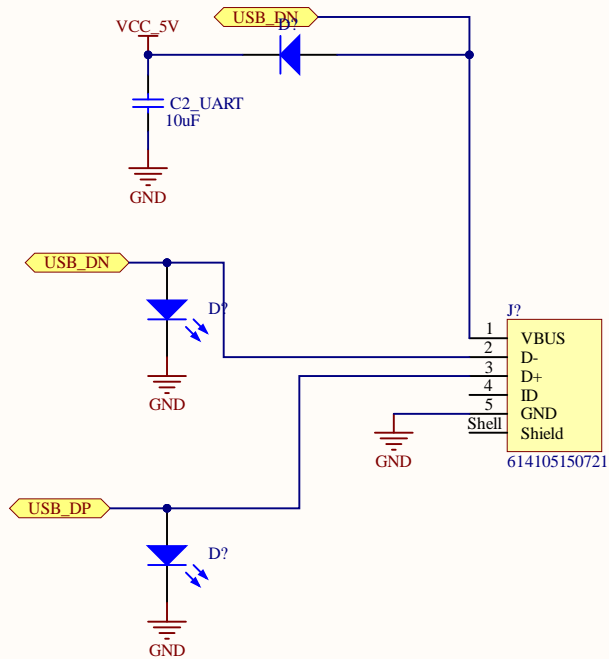 USB_DN
VCC_5V
D?
C2_UART
10uF
GND
USB_DN
D?
GND
J?
1 VBUS
2 D-
3 D+
4 ID
5 GND
Shell Shield
GND
614105150721
USB_DP
D?
GND